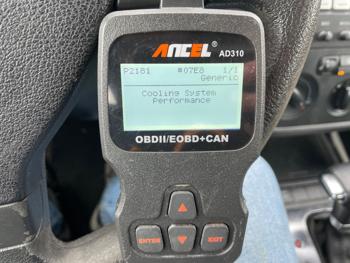 ANCEL
AD310
P2181 #07E8 1/1
Generic
Cooling System
Performance
OBDII/EOBD+CAN
ENTER EXIT